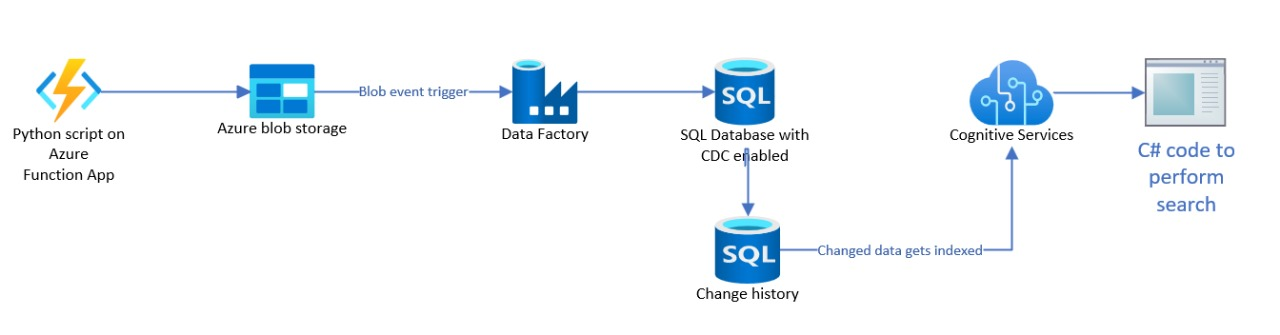 Python script on
Azure
Function App
Azure blob storage
Blob event trigger
Data Factory
SQL
SQL Database with
CDC enabled
SQL
Change history
Changed data gets indexed
Cognitive Services
C# code to
perform
search